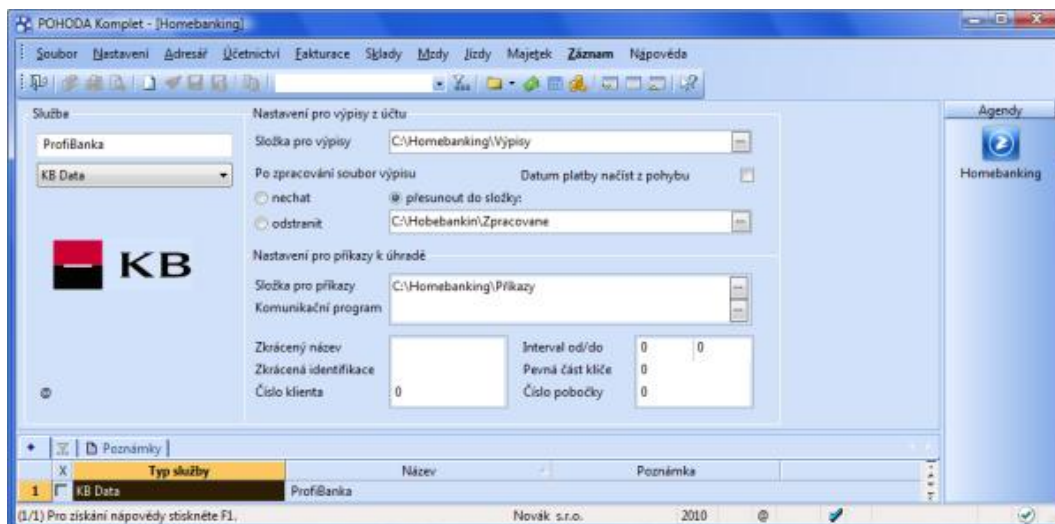 POHODA Komplet - [Homebanking]
Soubor Nastavení Adresář Účetnictví Fakturace Sklady Mzdy Jízdy Majetek Záznam Nápověda
Služba
ProfiBanka
KB Data
KB
@
Nastavení pro výpisy z účtu
Složka pro výpisy C:\Homebanking\Výpisy
Po zpracování soubor výpisu Datum platby načíst z pohybu
nechat přesunout do složky:
odstranit C:\Hobebankin\Zpracovane
Nastavení pro příkazy k úhradě
Složka pro příkazy C:\Homebanking\Příkazy
Komunikační program
Zkrácený název Interval od/do 0 0
Zkrácená identifikace Pevná část klíče 0
Číslo klienta 0 Číslo pobočky 0
Agendy
Homebanking
Poznámky
X Typ služby Název Poznámka
1 KB Data ProfiBanka
(1/1) Pro získání nápovědy stiskněte F1. Novák s.r.o. 2010 @